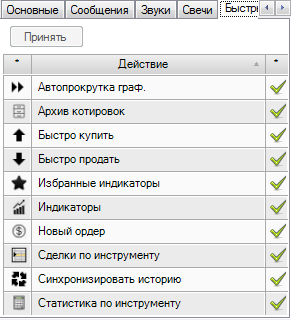 Основные Сообщения Звуки Свечи Быстры
Принять
* Действие *
Автопрокрутка граф.
Архив котировок
Быстро купить
Быстро продать
Избранные индикаторы
Индикаторы
Новый ордер
Сделки по инструменту
Синхронизировать историю
Статистика по инструменту